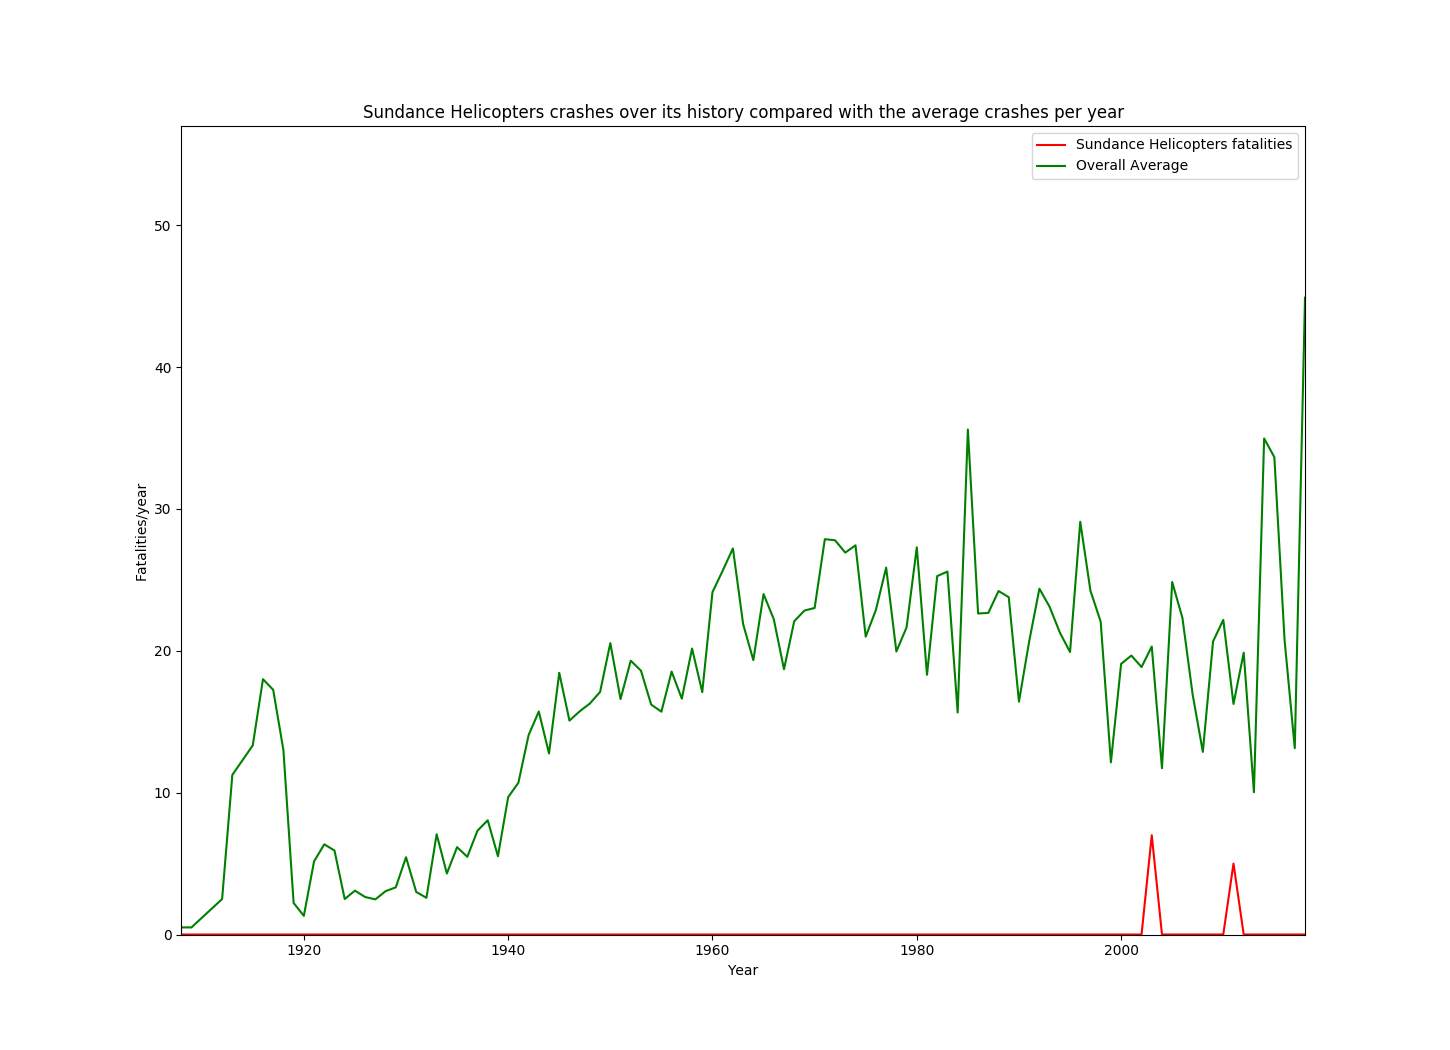 Sundance Helicopters crashes over its history compared with the average crashes per year
Sundance Helicopters fatalities
Overall Average
50
40
30
20
10
0
Fatalities/year
1920 1940 1960 1980 2000
Year